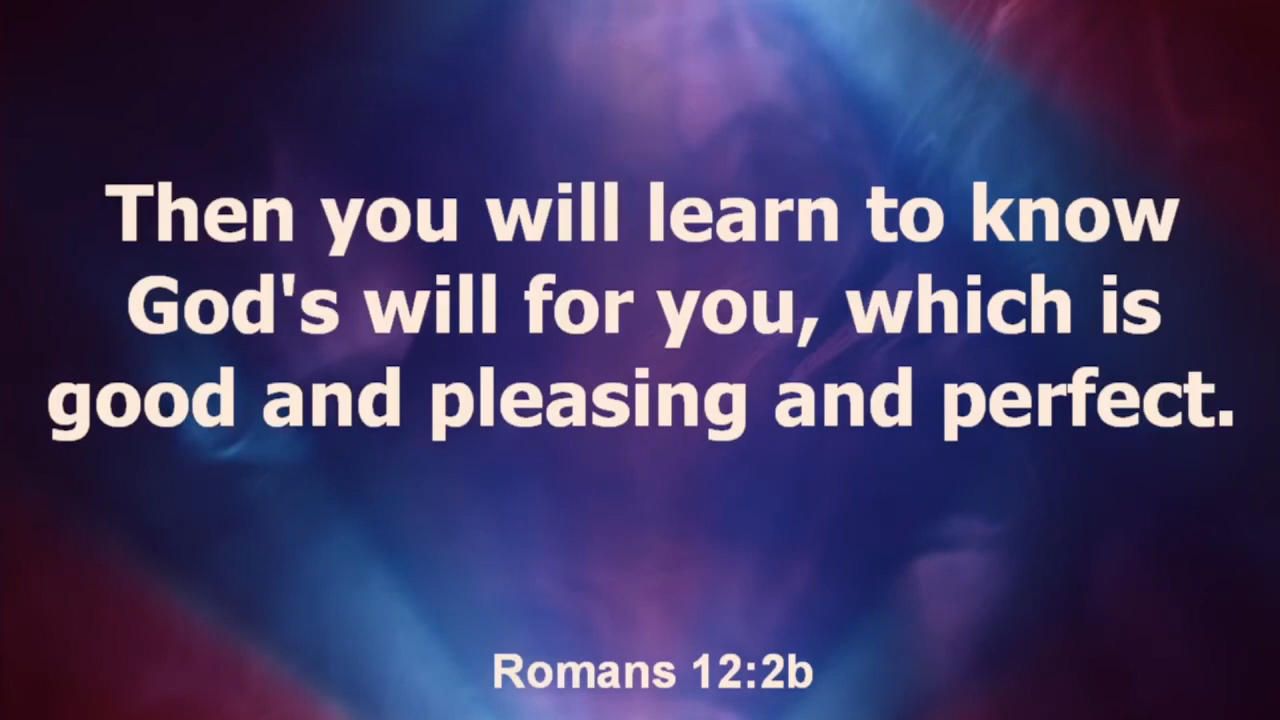 Then you will learn to know
God's will for you, which is
good and pleasing and perfect.
Romans 12:2b